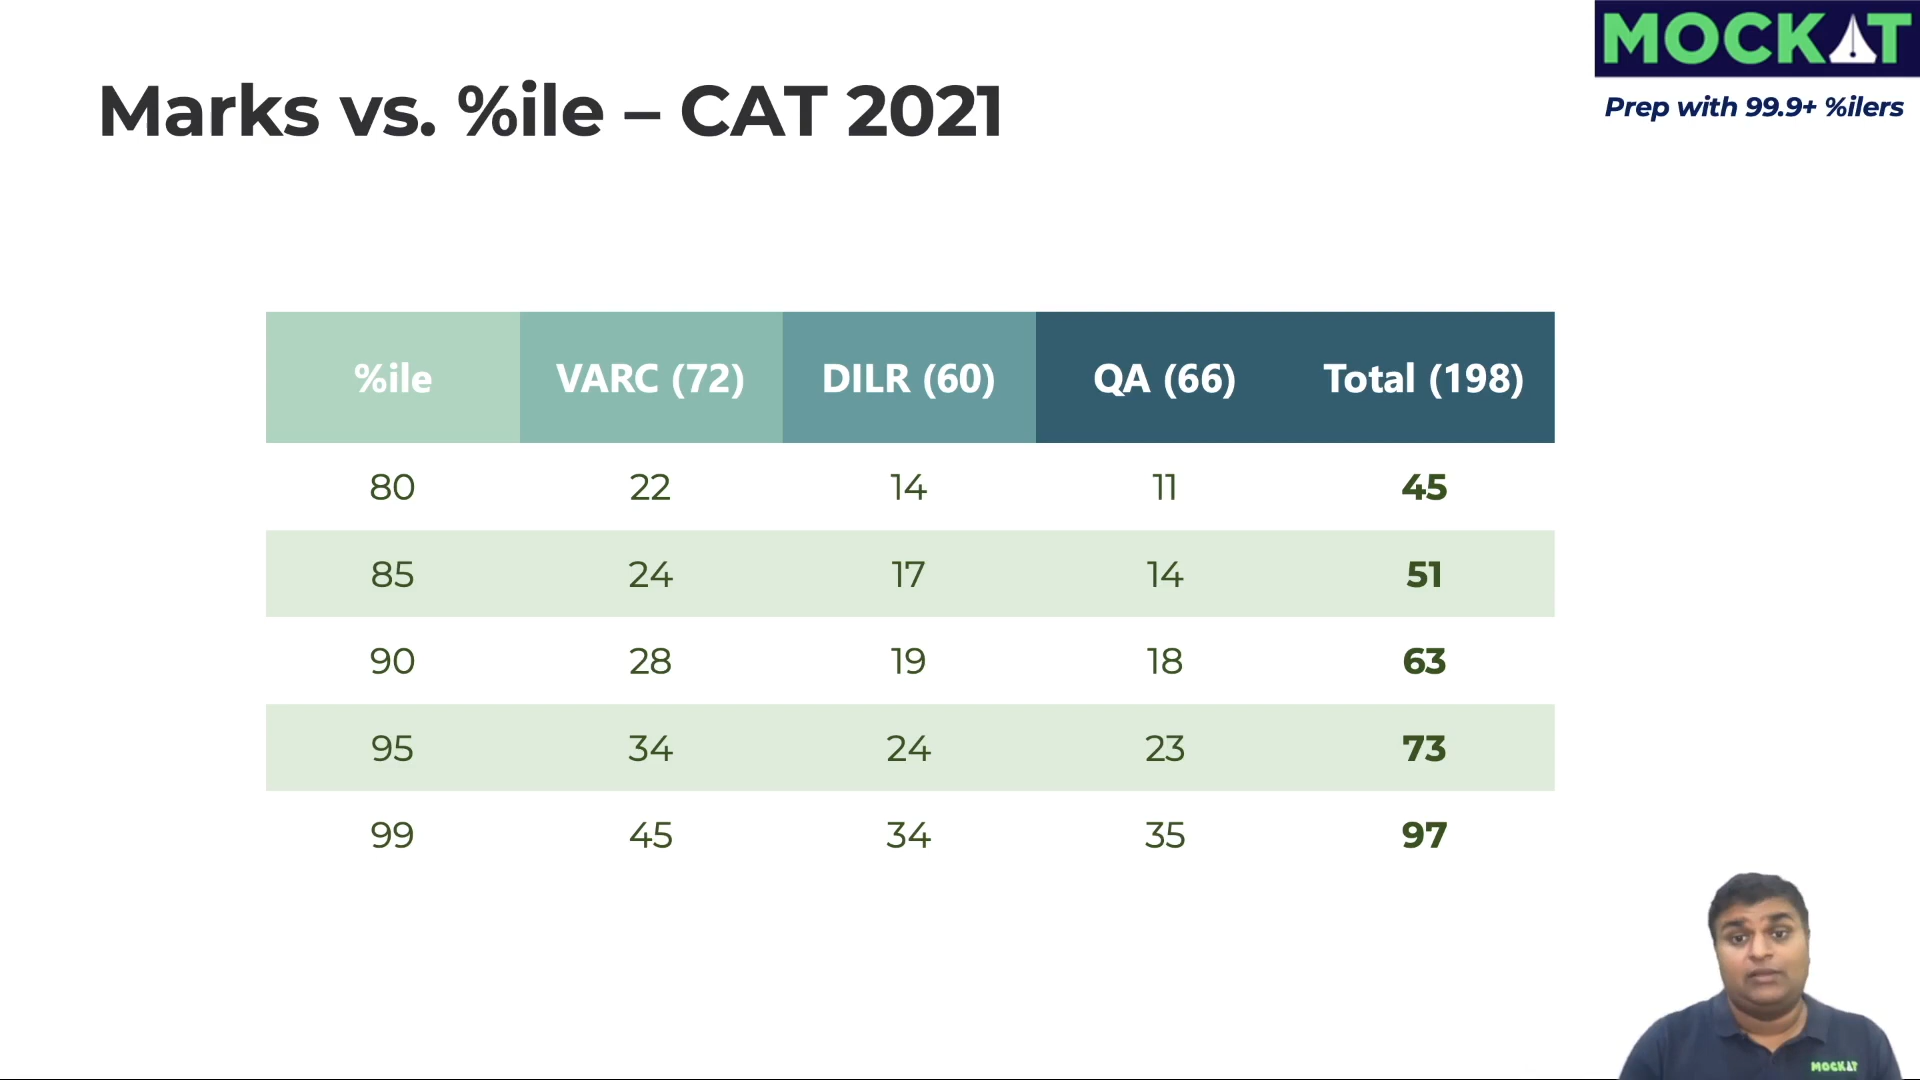 MOCKAT
Prep with 99.9+ %ilers
Marks vs. %ile – CAT 2021
%ile VARC (72) DILR (60) QA (66) Total (198)
80 22 14 11 45
85 24 17 14 51
90 28 19 18 63
95 34 24 23 73
99 45 34 35 97
MOCKAT